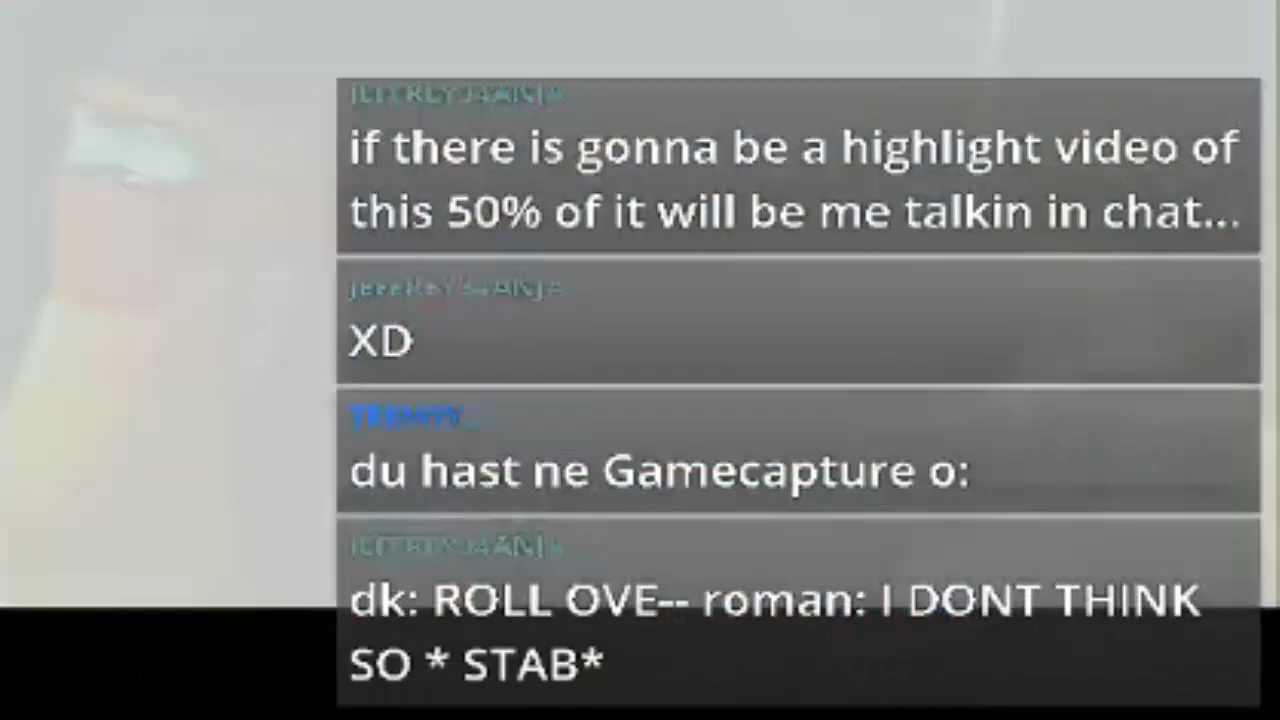 if there is gonna be a highlight video of
this 50% of it will be me talkin in chat...
XD
du hast ne Gamecapture o:
dk: ROLL OVE-- roman: I DONT THINK
SO * STAB*